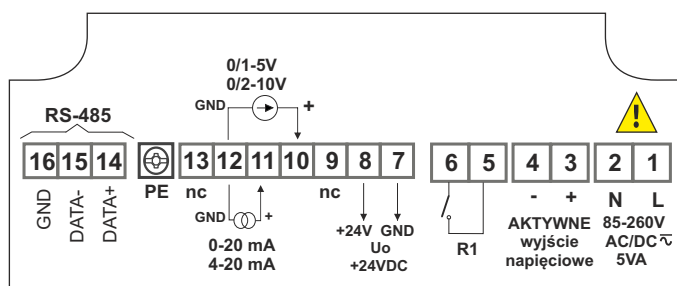 0/1-5V
0/2-10V
RS-485
GND +
16 15 14 PE 13 12 11 10 9 8 7 6 5 4 3 2 1
nc nc
GND DATA- DATA+
GND +
0-20 mA
4-20 mA
+24V GND
Uo
+24VDC
R1
- +
AKTYWNE
wyjście
napięciowe
N L
85-260V
AC/DC
5VA